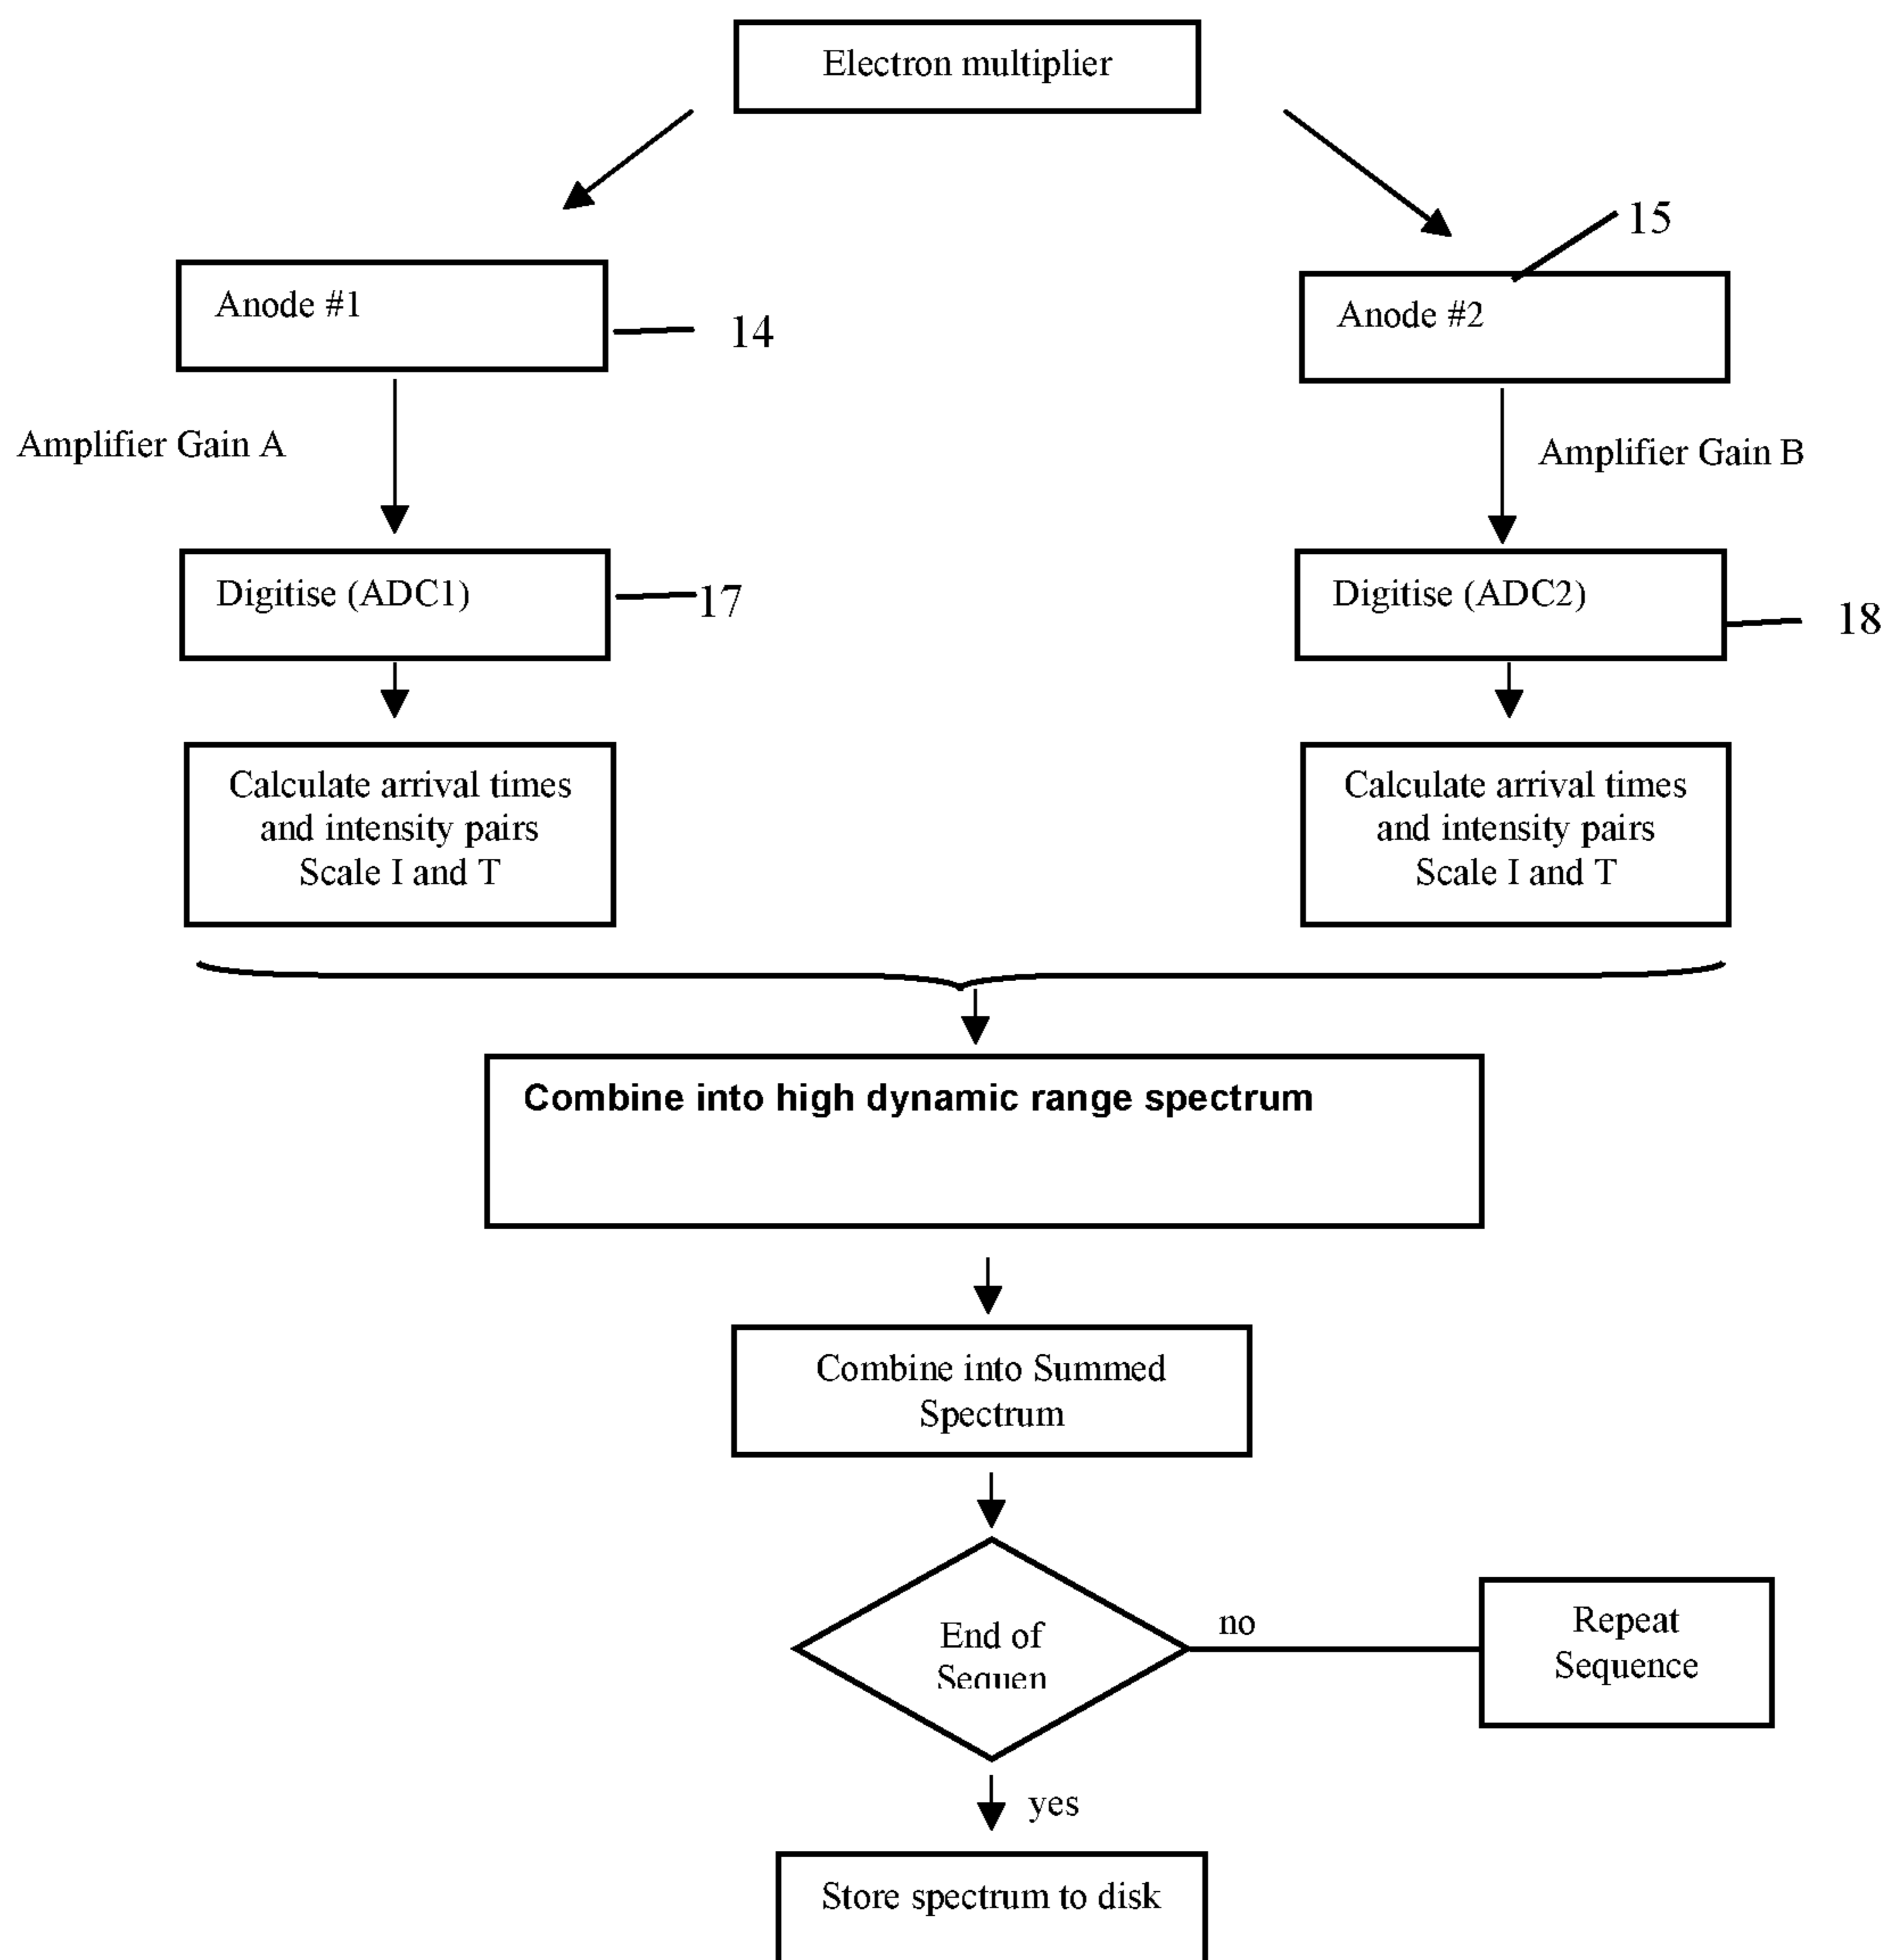 Electron multiplier
15
Anode #1
Anode #2
14
Amplifier Gain A
Amplifier Gain B
Digitise (ADC1)
17
Digitise (ADC2)
18
Calculate arrival times
and intensity pairs
Scale I and T
Calculate arrival times
and intensity pairs
Scale I and T
Combine into high dynamic range spectrum
Combine into Summed
Spectrum
End of
Sequen
no
Repeat
Sequence
yes
Store spectrum to disk